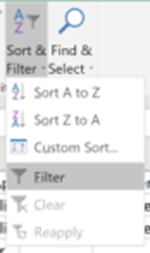 Sort &
Filter
Find &
Select
Sort A to Z
Sort Z to A
Custom Sort...
Filter
Clear
Reapply